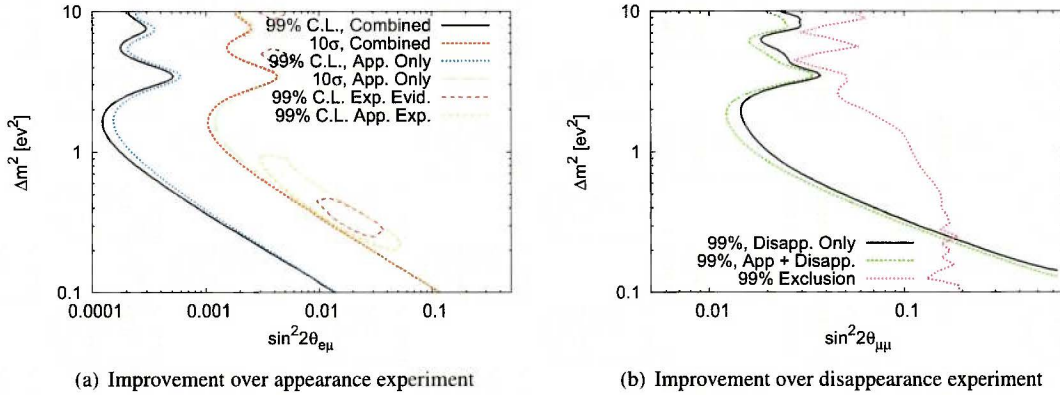 99% C.L., Combined
10σ, Combined
99% C.L., App. Only
10σ, App. Only
99% C.L. Exp. Evid.
99% C.L. App. Exp.
10
1
0.1
Δm² [ev²]
0.0001 0.001 0.01 0.1
sin²2θeμ
(a) Improvement over appearance experiment
10
1
0.1
Δm² [ev²]
99%, Disapp. Only
99%, App + Disapp.
99% Exclusion
0.01 0.1
sin²2θμμ
(b) Improvement over disappearance experiment